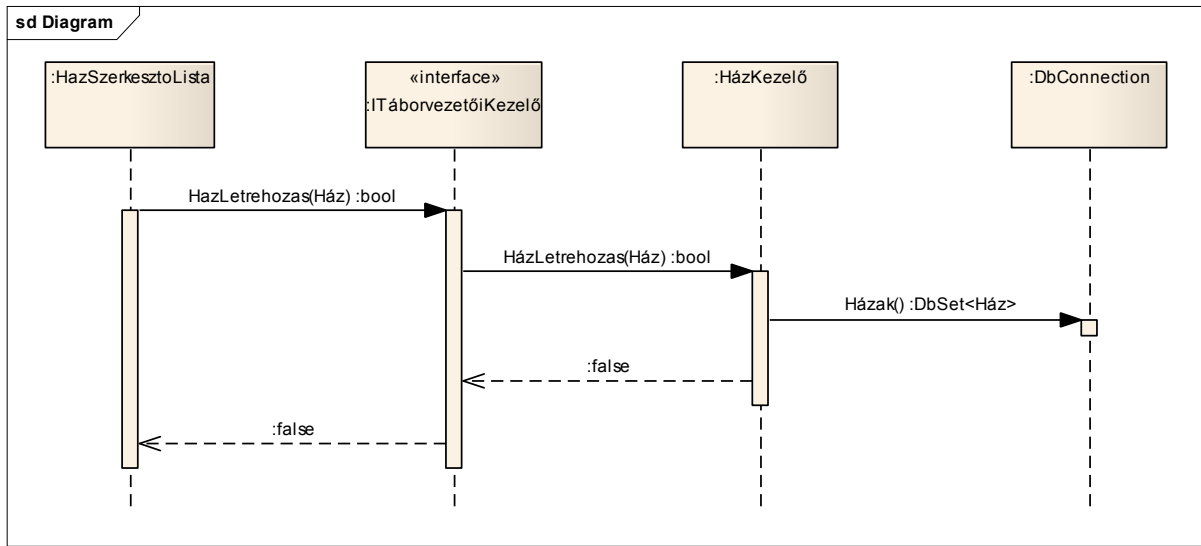 sd Diagram
:HazSzerkesztoLista
«interface»
:ITáborvezetőiKezelő
:HázKezelő
:DbConnection
HazLetrehozas(Ház) :bool
HázLetrehozas(Ház) :bool
Házak() :DbSet<Ház>
:false
:false